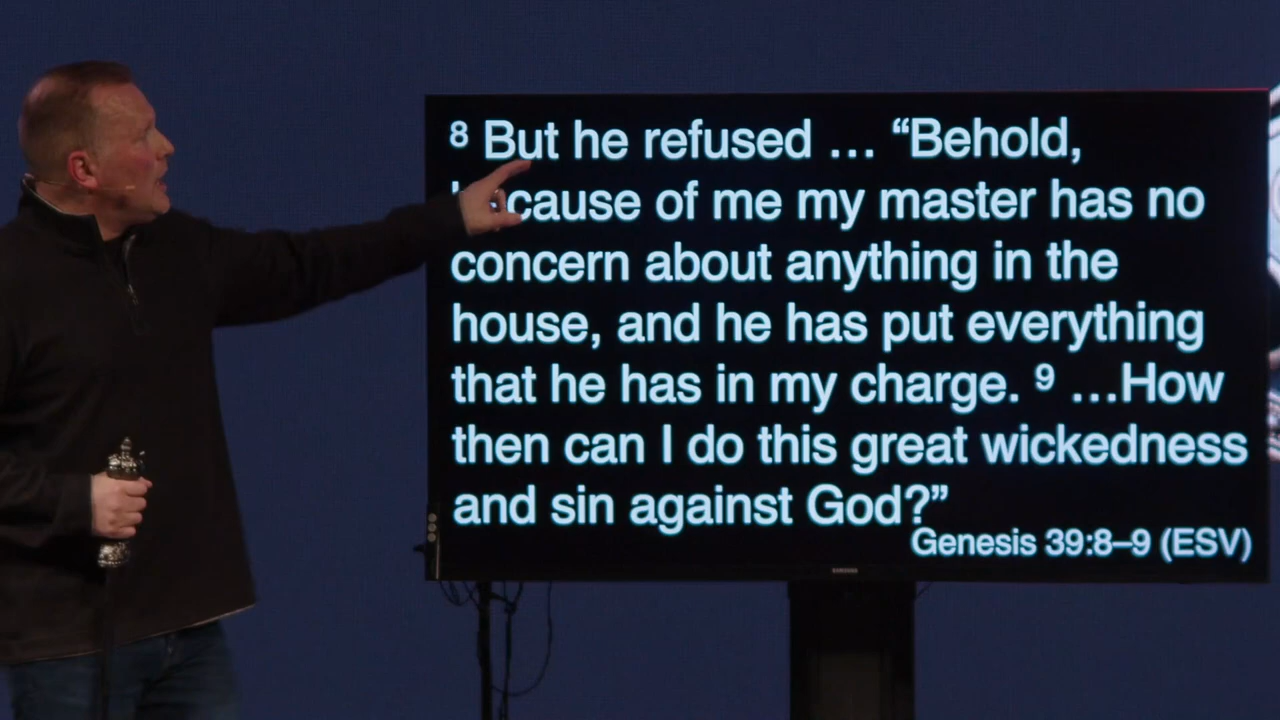 ⁸ But he refused … “Behold,
cause of me my master has no
concern about anything in the
house, and he has put everything
that he has in my charge. ⁹ …How
then can I do this great wickedness
and sin against God?”
Genesis 39:8–9 (ESV)
SAMSUNG